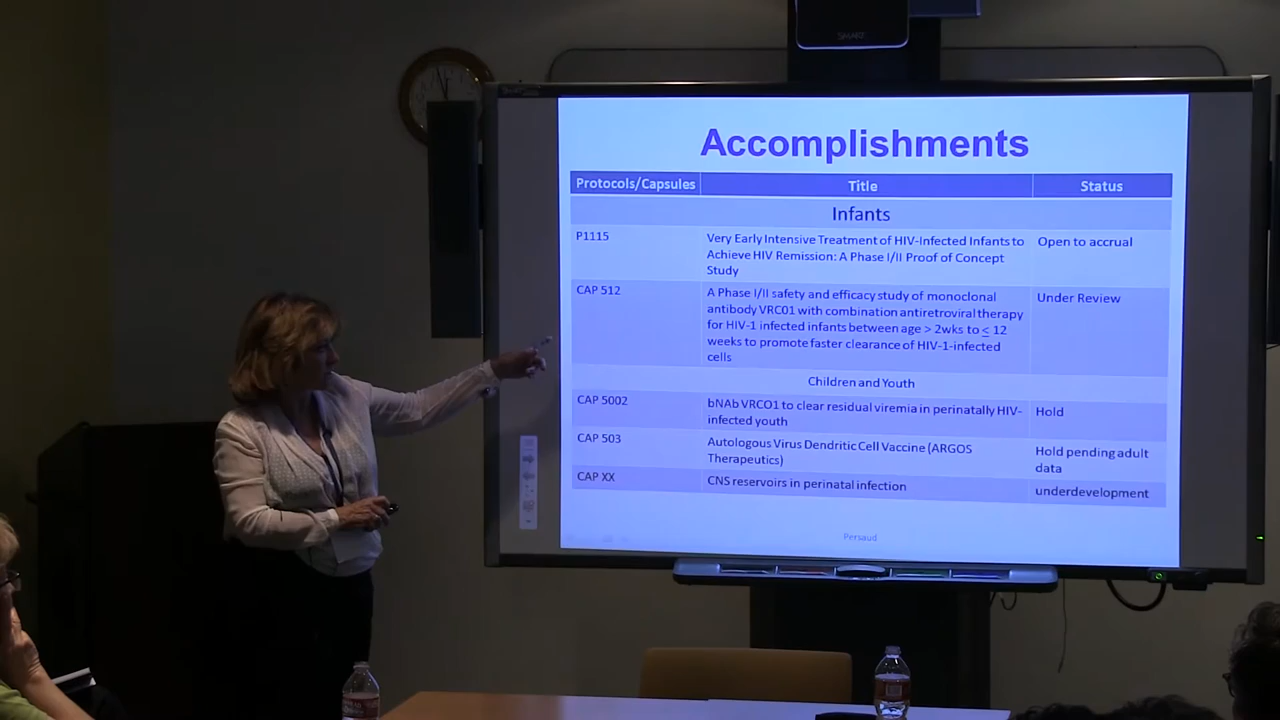 SMART
Accomplishments
Protocols/Capsules Title Status
Infants
P1115 Very Early Intensive Treatment of HIV-Infected Infants to Open to accrual
Achieve HIV Remission: A Phase I/II Proof of Concept
Study
CAP 512 A Phase I/II safety and efficacy study of monoclonal Under Review
antibody VRC01 with combination antiretroviral therapy
for HIV-1 infected infants between age > 2wks to ≤ 12
weeks to promote faster clearance of HIV-1-infected
cells
Children and Youth
CAP 5002 bNAb VRCO1 to clear residual viremia in perinatally HIV- Hold
infected youth
CAP 503 Autologous Virus Dendritic Cell Vaccine (ARGOS Hold pending adult
Therapeutics) data
CAP XX CNS reservoirs in perinatal infection underdevelopment
Persaud